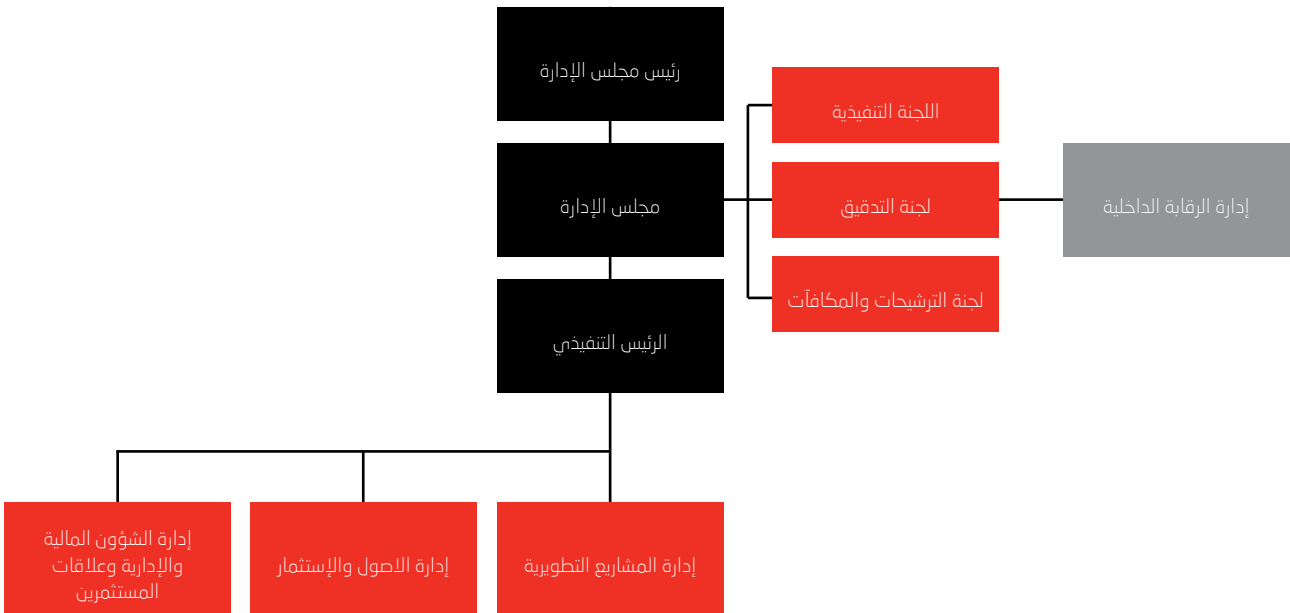 رئيس مجلس الإدارة
اللجنة التنفيذية
مجلس الإدارة
لجنة التدقيق
إدارة الرقابة الداخلية
لجنة الترشيحات والمكافآت
الرئيس التنفيذي
إدارة المشاريع التطويرية
إدارة الاصول والإستثمار
إدارة الشؤون المالية
والإدارية وعلاقات
المستثمرين